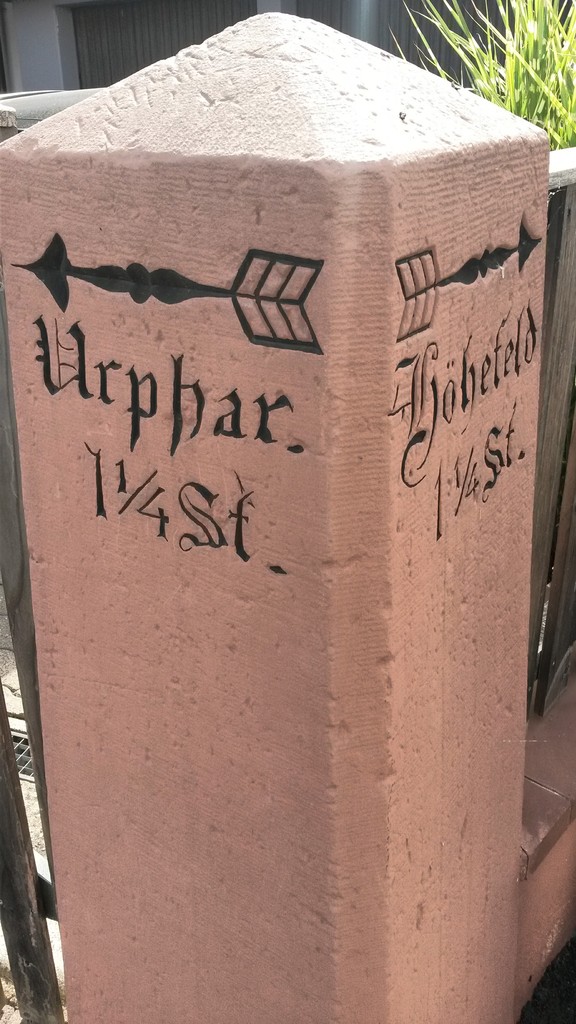 Urphar.
1¼ St.
Höhefeld
1¼ St.